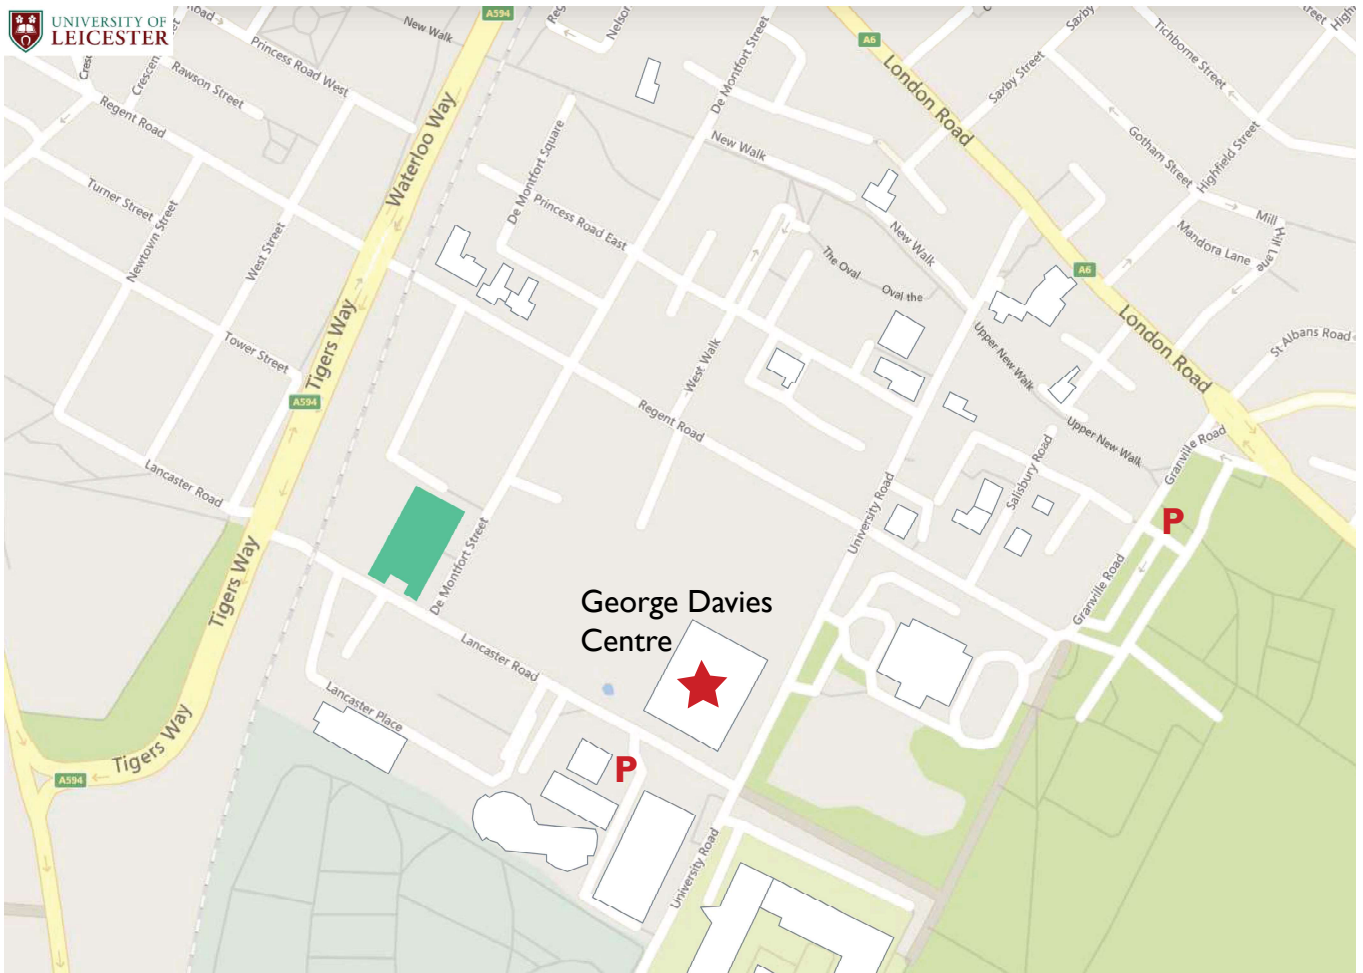 UNIVERSITY OF
LEICESTER
Road
Princess Road West
Rawson Street
Regent Road
Turner Street
Newtown Street
West Street
Tower Street
Lancaster Road
New Walk
A594
Waterloo Way
Tigers Way
A594
Tigers Way
Tigers Way
A594
Nelson
De Montfort Street
De Montfort Square
New Walk
Princess Road East
A6
London Road
Saxby Street
Saxby
Tichborne Street
Gotham Street
Highfield Street
Mill Hill Lane
Mandora Lane
St Albans Road
A6
London Road
New Walk
The Oval
Oval the
Upper New Walk
Upper New Walk
West Walk
Regent Road
University Road
Salisbury Road
Granville Road
Granville Road
P
De Montfort Street
George Davies
Centre
Lancaster Road
Lancaster Place
P
University Road